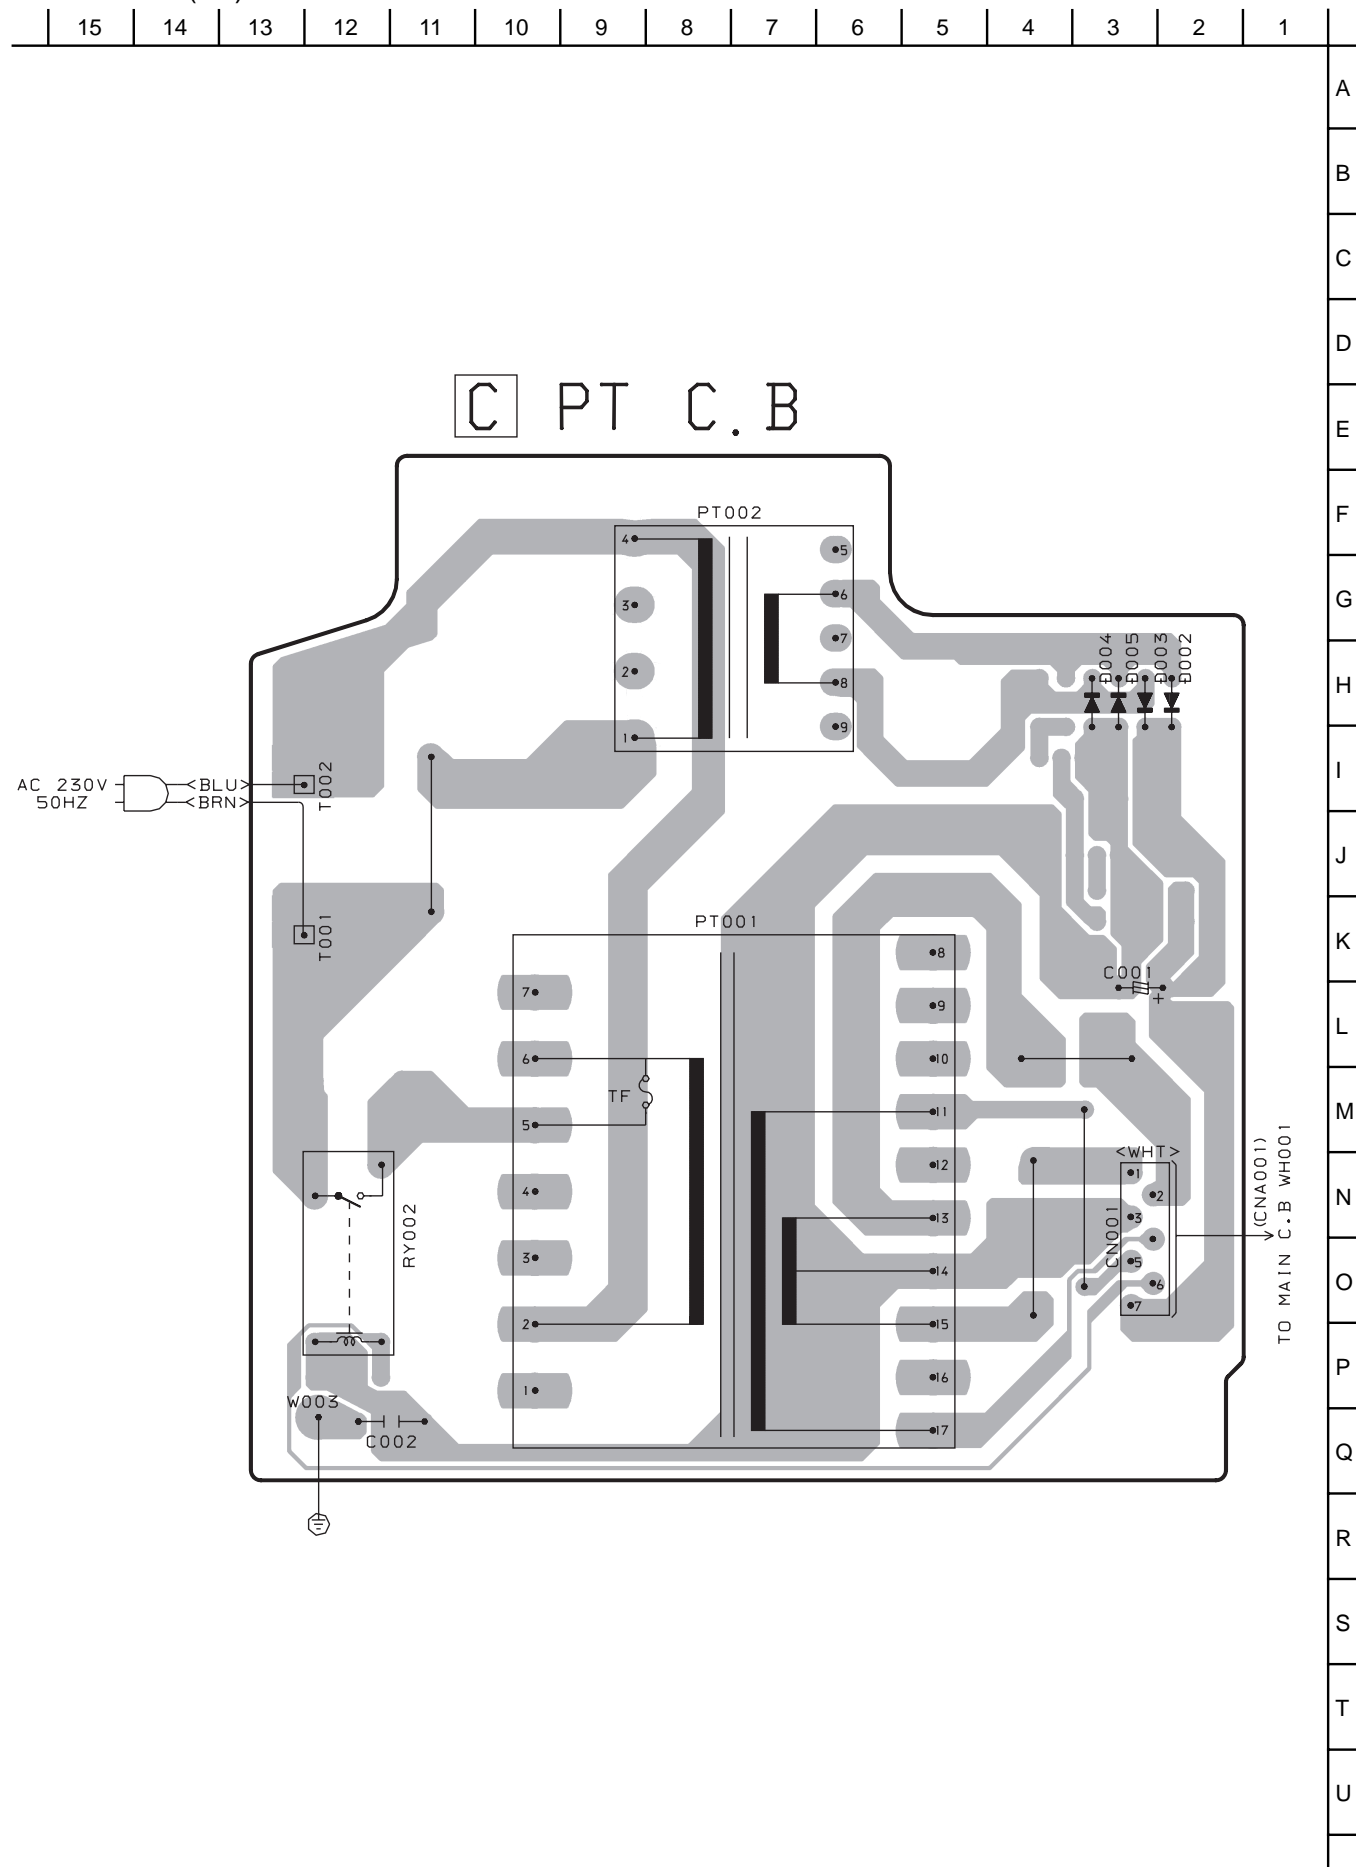 15 14 13 12 11 10 9 8 7 6 5 4 3 2 1
A
B
C
D
C PT C.B
E
F
PT002
4
5
G
6
3
7
D004
D005
D003
D002
2
8
H
9
1
I
AC 230V
50HZ
<BLU>
<BRN>
T002
J
PT001
T001
K
8
C001
+
7
9
L
6
10
TF
M
11
5
<WHT>
12
1
4
2
N
13
3
RY002
CN001
(CNA001)
TO MAIN C.B WH001
3
5
14
O
6
7
2
15
P
16
1
W003
17
C002
Q
R
S
T
U